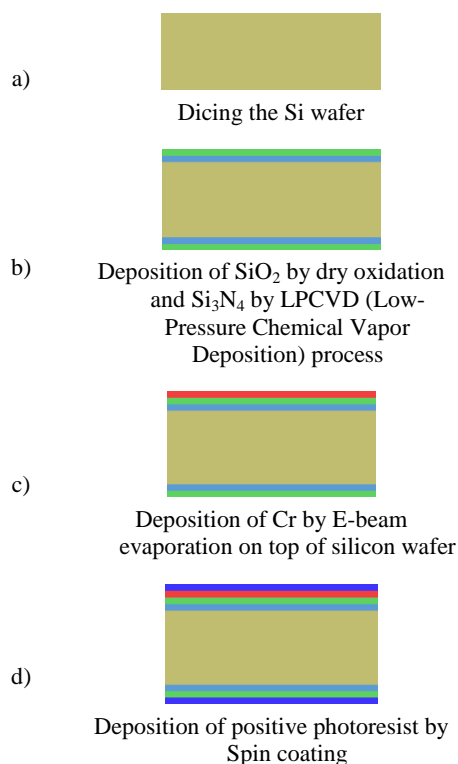 a)
Dicing the Si wafer
b)
Deposition of SiO₂ by dry oxidation
and Si₃N₄ by LPCVD (Low-
Pressure Chemical Vapor
Deposition) process
c)
Deposition of Cr by E-beam
evaporation on top of silicon wafer
d)
Deposition of positive photoresist by
Spin coating